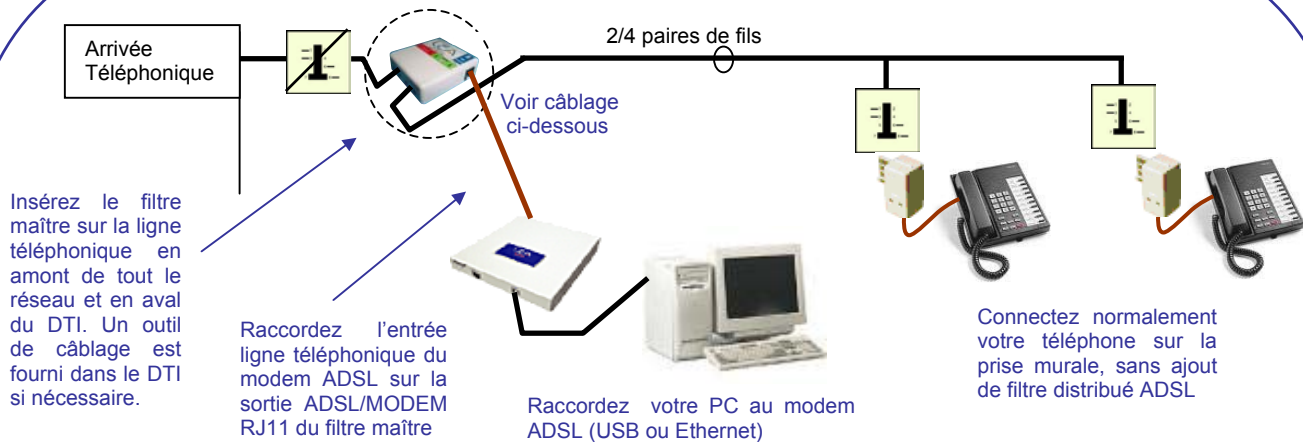 Arrivée
Téléphonique
2/4 paires de fils
Voir câblage
ci-dessous
Insérez le filtre
maître sur la ligne
téléphonique en
amont de tout le
réseau et en aval
du DTI. Un outil
de câblage est
fourni dans le DTI
si nécessaire.
Raccordez l’entrée
ligne téléphonique du
modem ADSL sur la
sortie ADSL/MODEM
RJ11 du filtre maître
Raccordez votre PC au modem
ADSL (USB ou Ethernet)
Connectez normalement
votre téléphone sur la
prise murale, sans ajout
de filtre distribué ADSL